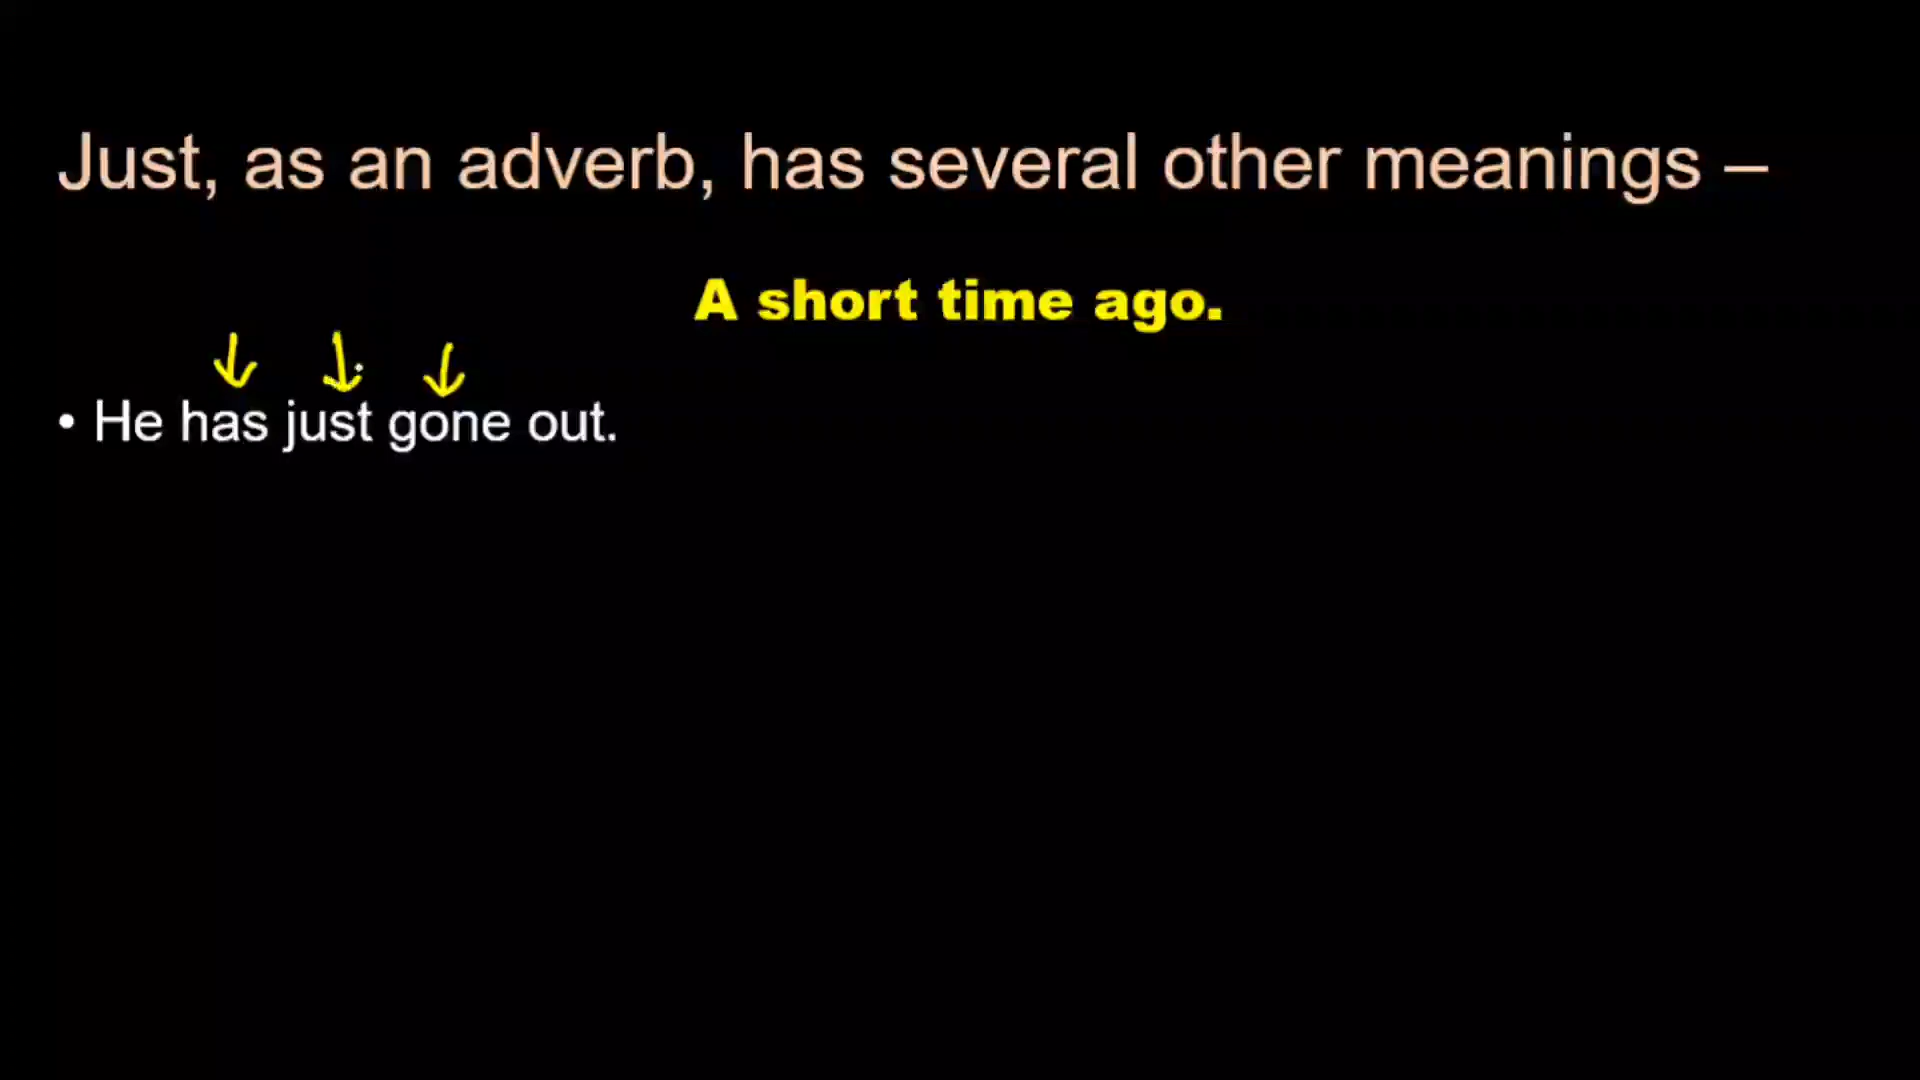 Just, as an adverb, has several other meanings –
A short time ago.
• He has just gone out.